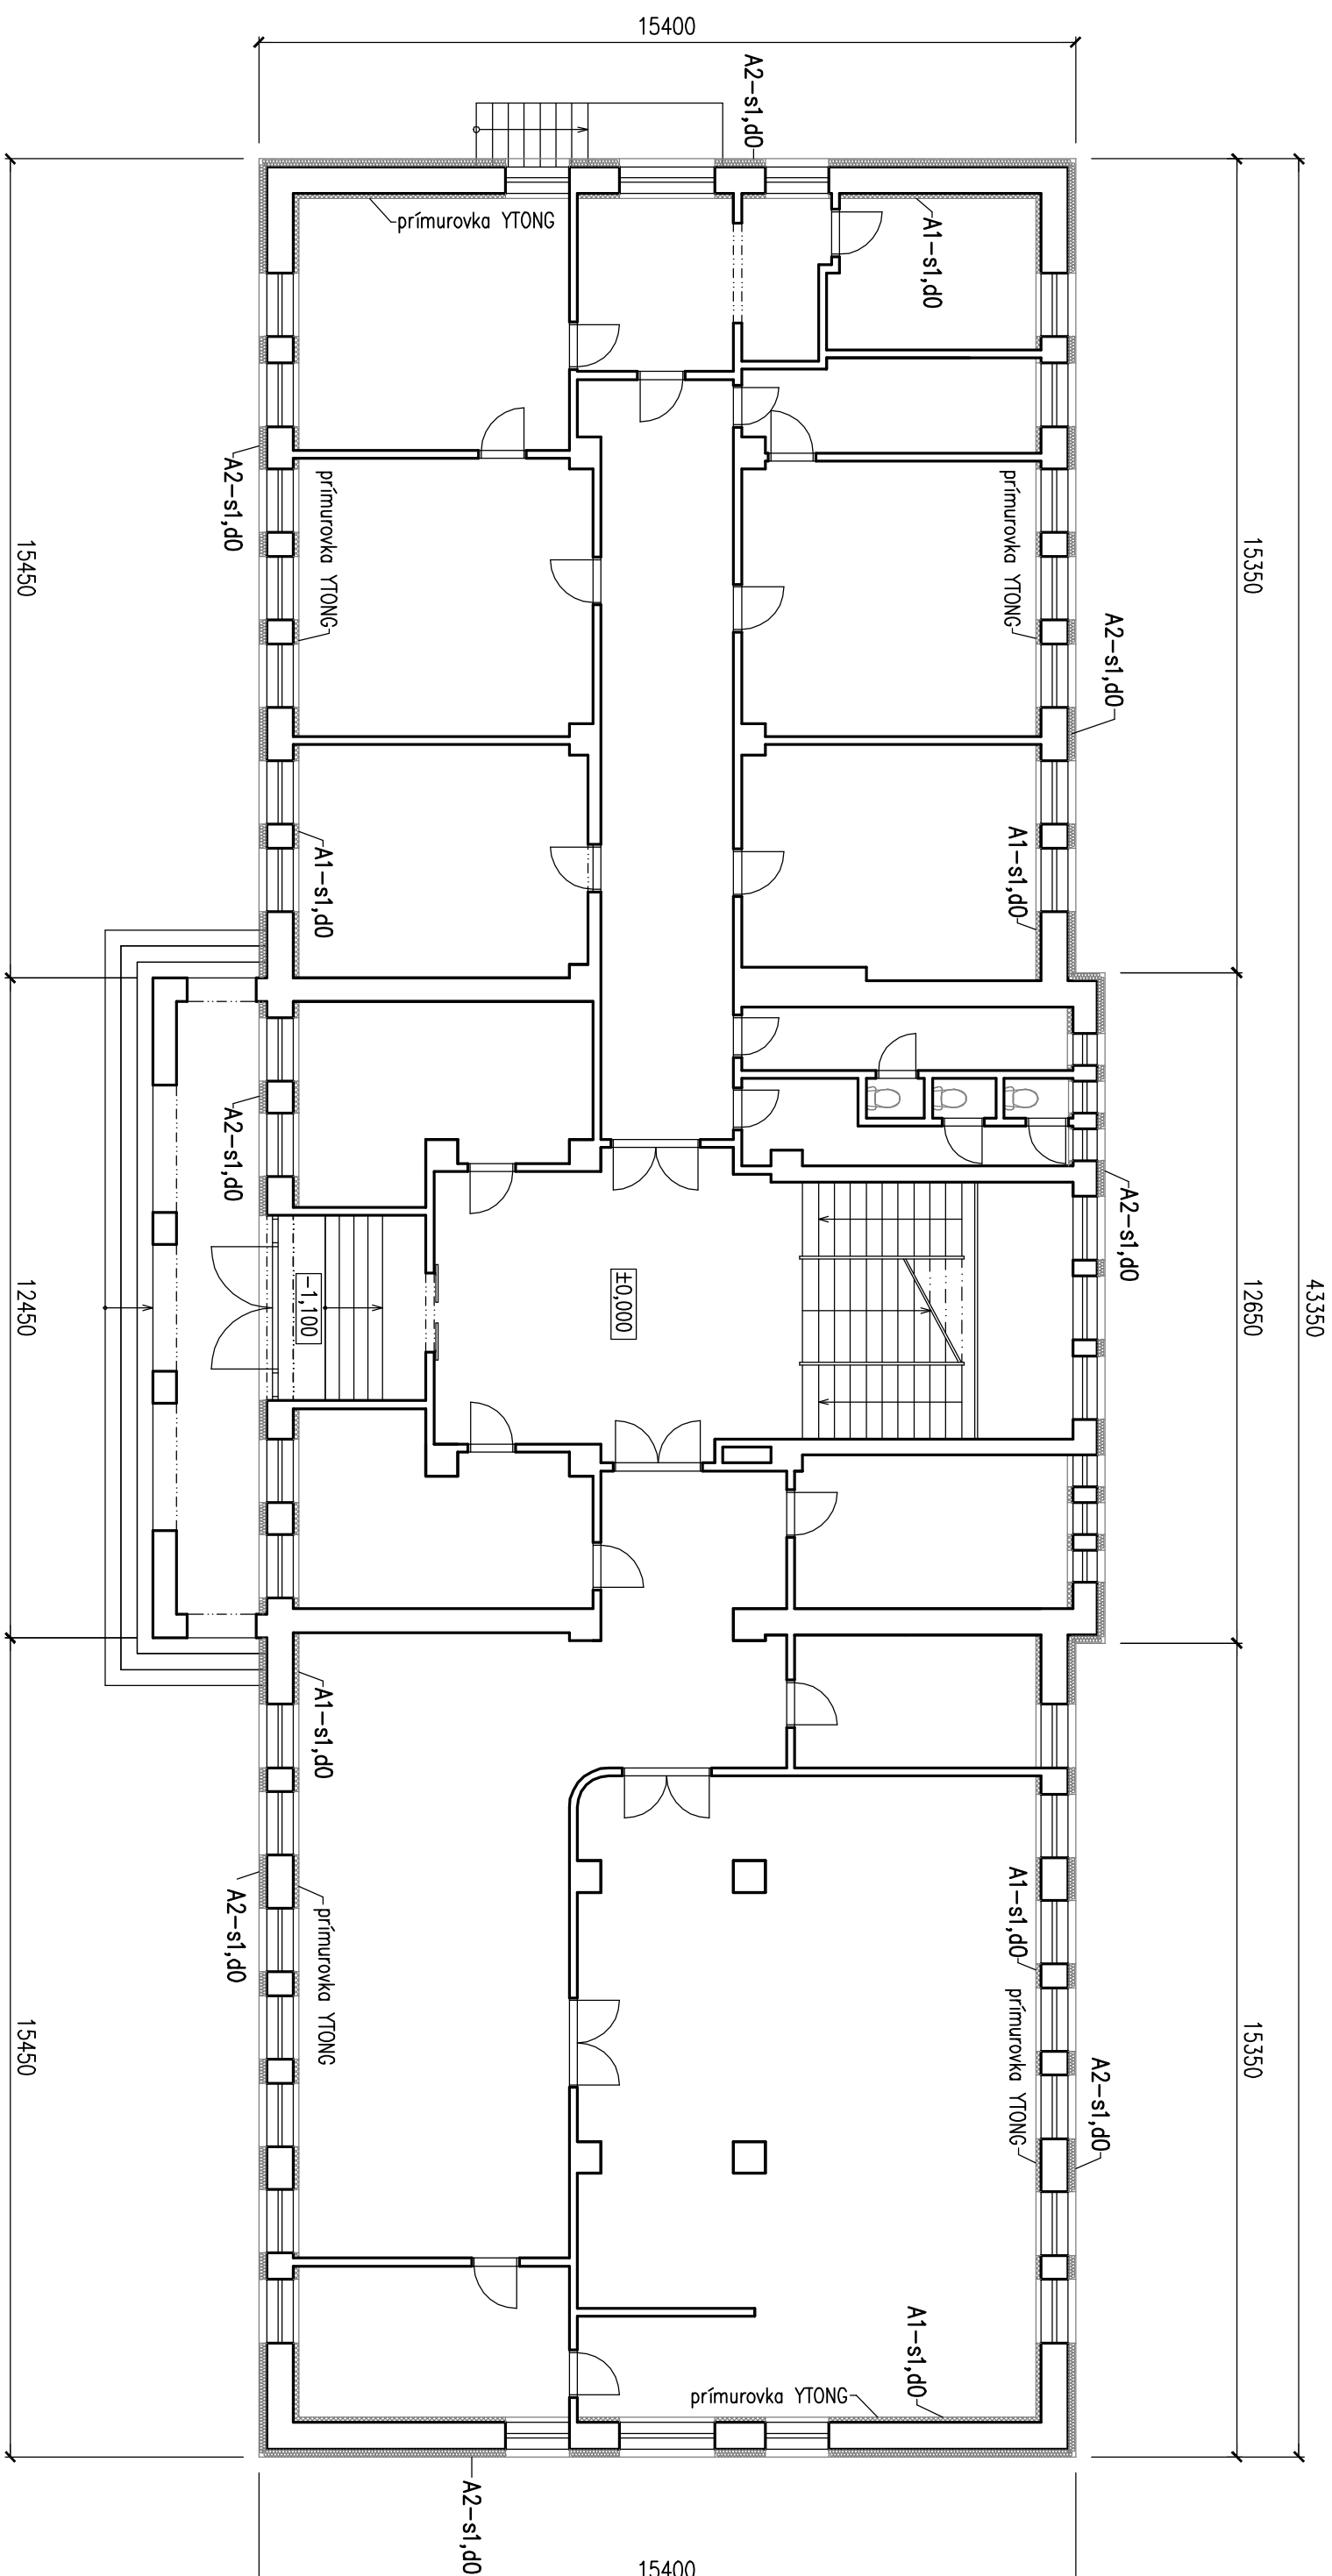 15400
A2-s1,d0
prímurovka YTONG
A1-s1,d0
15350
43350
prímurovka YTONG
prímurovka YTONG
A2-s1,d0
A2-s1,d0
15450
A1-s1,d0
A1-s1,d0
A2-s1,d0
A2-s1,d0
±0,000
-1,100
12450
12650
A1-s1,d0
A2-s1,d0
prímurovka YTONG
A1-s1,d0
prímurovka YTONG
A2-s1,d0
15450
15350
A1-s1,d0
prímurovka YTONG
A2-s1,d0
15400